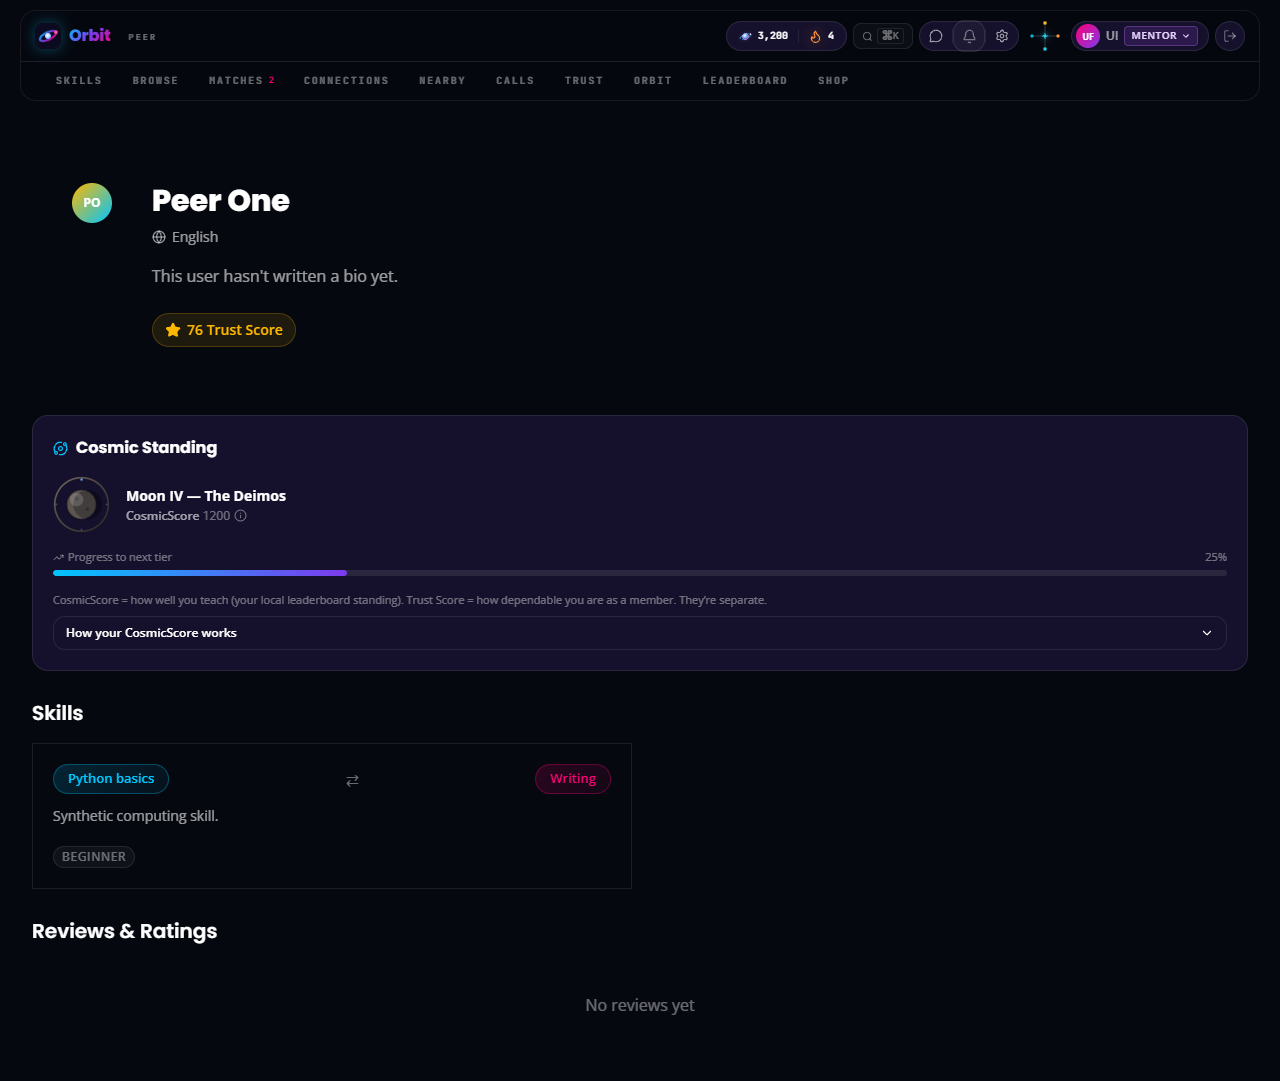 Orbit PEER 3,200 4 ⌘K UF UI MENTOR
SKILLS BROWSE MATCHES 2 CONNECTIONS NEARBY CALLS TRUST ORBIT LEADERBOARD SHOP
PO Peer One
English
This user hasn't written a bio yet.
76 Trust Score
Cosmic Standing
Moon IV — The Deimos
CosmicScore 1200
Progress to next tier 25%
CosmicScore = how well you teach (your local leaderboard standing). Trust Score = how dependable you are as a member. They're separate.
How your CosmicScore works
Skills
Python basics Writing
Synthetic computing skill.
BEGINNER
Reviews & Ratings
No reviews yet